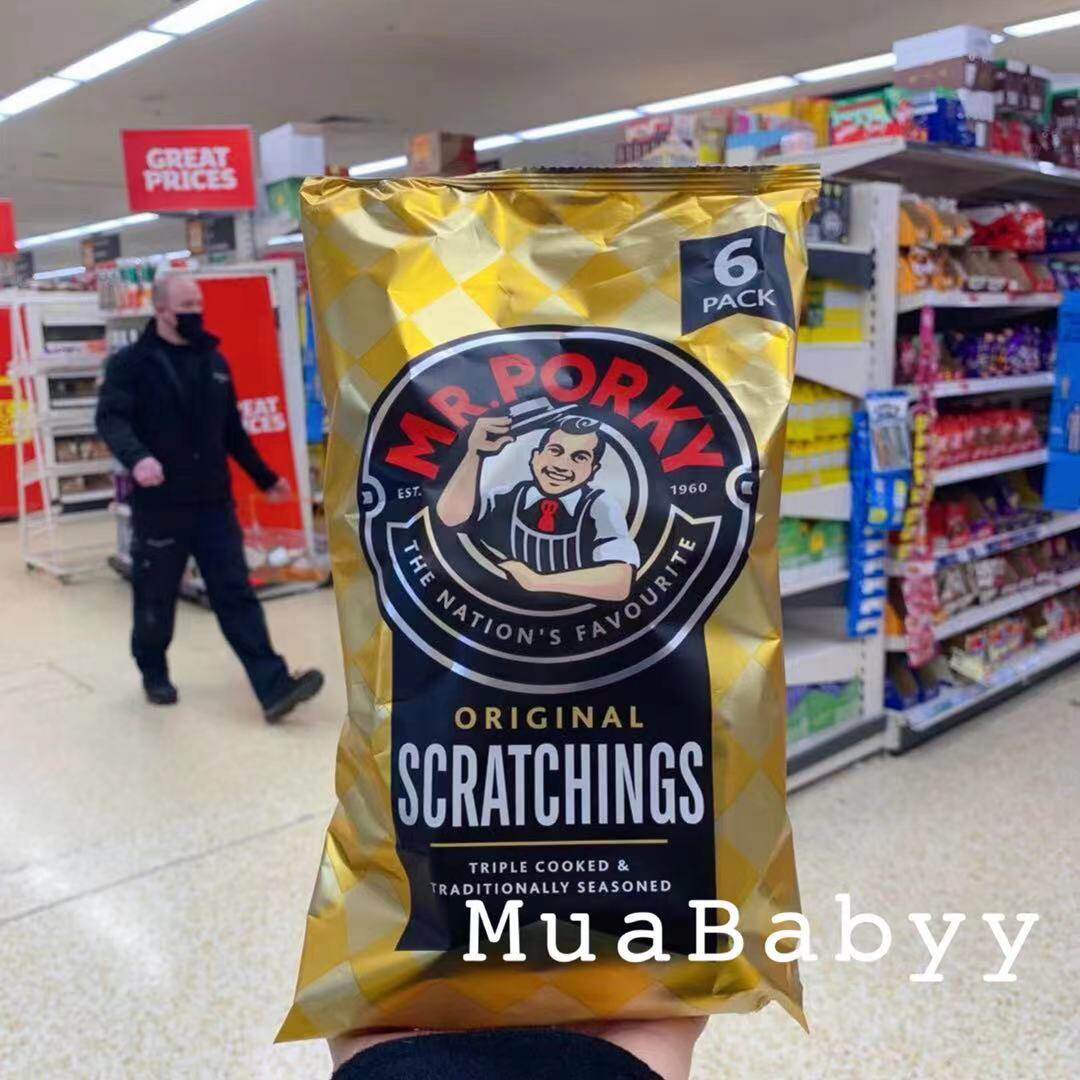 GREAT
PRICES
6
PACK
MR. PORKY
EST. 1960
THE NATION'S FAVOURITE
ORIGINAL
SCRATCHINGS
TRIPLE COOKED &
TRADITIONALLY SEASONED
MuaBabyy